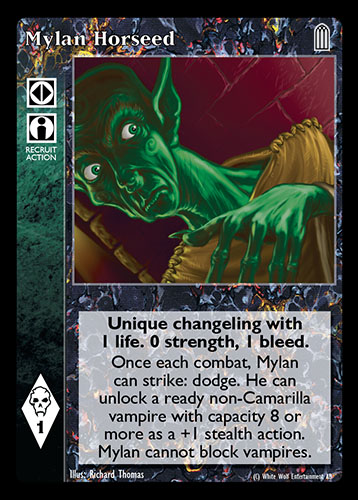 Mylan Horseed
RECRUIT
ACTION
Unique changeling with
1 life. 0 strength, 1 bleed.
Once each combat, Mylan
can strike: dodge. He can
unlock a ready non-Camarilla
vampire with capacity 8 or
more as a +1 stealth action.
Mylan cannot block vampires.
1
Illus: Richard Thomas
(C) White Wolf Entertainment AB